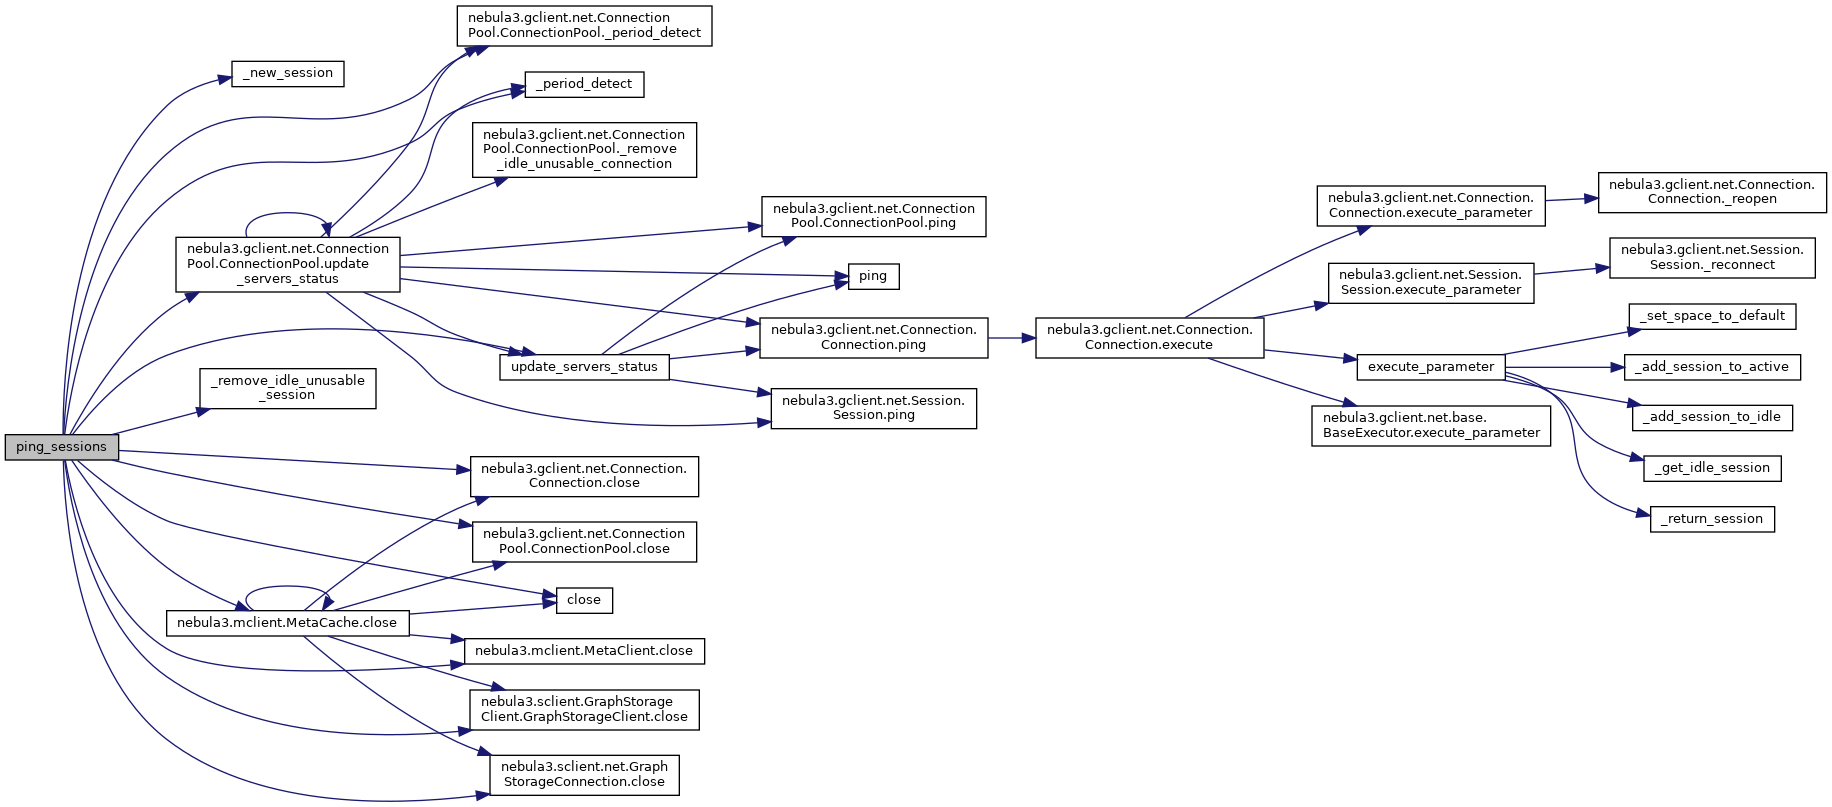 ping_sessions
_new_session
nebula3.gclient.net.Connection
Pool.ConnectionPool.update
_servers_status
_remove_idle_unusable
_session
nebula3.mclient.MetaCache.close
nebula3.gclient.net.Connection
Pool.ConnectionPool._period_detect
_period_detect
nebula3.gclient.net.Connection
Pool.ConnectionPool._remove
_idle_unusable_connection
update_servers_status
nebula3.gclient.net.Connection.
Connection.close
nebula3.gclient.net.Connection
Pool.ConnectionPool.close
close
nebula3.mclient.MetaClient.close
nebula3.sclient.GraphStorage
Client.GraphStorageClient.close
nebula3.sclient.net.Graph
StorageConnection.close
nebula3.gclient.net.Connection
Pool.ConnectionPool.ping
ping
nebula3.gclient.net.Connection.
Connection.ping
nebula3.gclient.net.Session.
Session.ping
nebula3.gclient.net.Connection.
Connection.execute
nebula3.gclient.net.Connection.
Connection.execute_parameter
nebula3.gclient.net.Session.
Session.execute_parameter
execute_parameter
nebula3.gclient.net.base.
BaseExecutor.execute_parameter
nebula3.gclient.net.Connection.
Connection._reopen
nebula3.gclient.net.Session.
Session._reconnect
_set_space_to_default
_add_session_to_active
_add_session_to_idle
_get_idle_session
_return_session